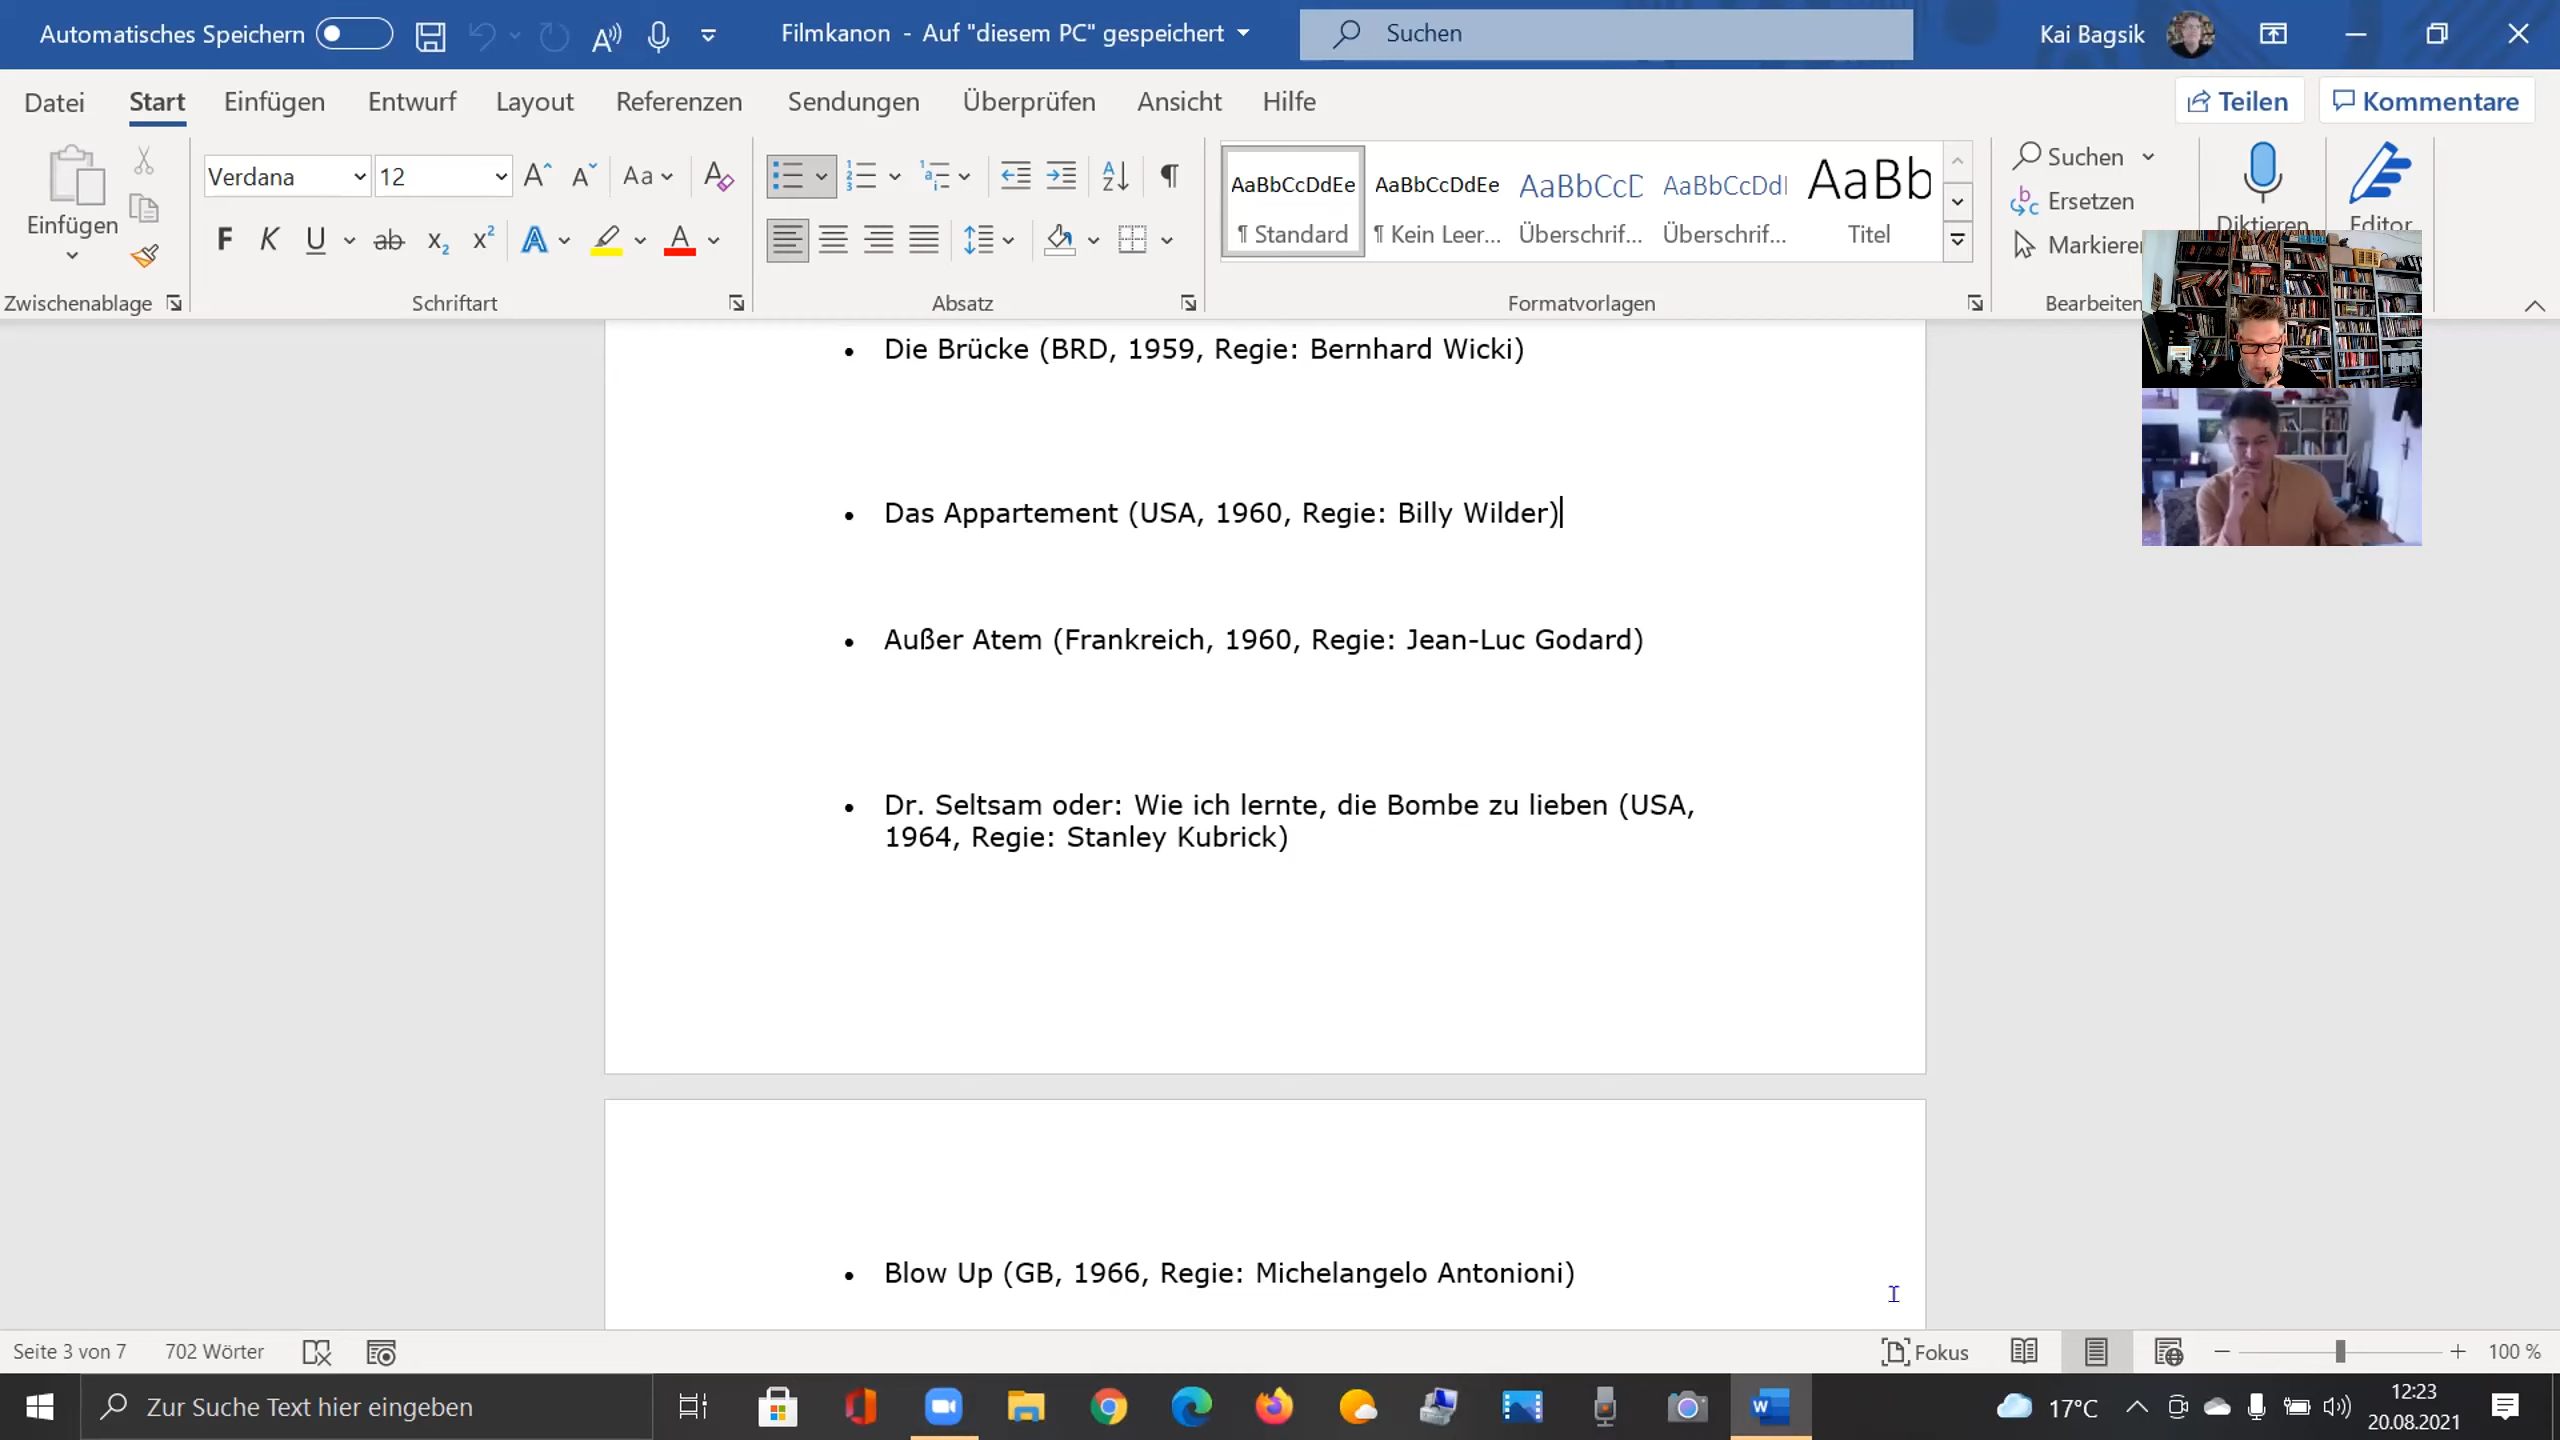 Automatisches Speichern
Filmkanon - Auf "diesem PC" gespeichert
Suchen
Kai Bagsik
Datei Start Einfügen Entwurf Layout Referenzen Sendungen Überprüfen Ansicht Hilfe
Teilen Kommentare
Einfügen
Zwischenablage
Verdana 12
Schriftart
Absatz
AaBbCcDdEe AaBbCcDdEe AaBbCcD AaBbCcDdI AaBb
¶ Standard ¶ Kein Leer... Überschrif... Überschrif... Titel
Formatvorlagen
Suchen
Ersetzen
Markieren
Bearbeiten
Diktieren
Editor
• Die Brücke (BRD, 1959, Regie: Bernhard Wicki)
• Das Appartement (USA, 1960, Regie: Billy Wilder)
• Außer Atem (Frankreich, 1960, Regie: Jean-Luc Godard)
• Dr. Seltsam oder: Wie ich lernte, die Bombe zu lieben (USA,
1964, Regie: Stanley Kubrick)
• Blow Up (GB, 1966, Regie: Michelangelo Antonioni)
Seite 3 von 7 702 Wörter
Fokus
100 %
Zur Suche Text hier eingeben
17°C
12:23
20.08.2021